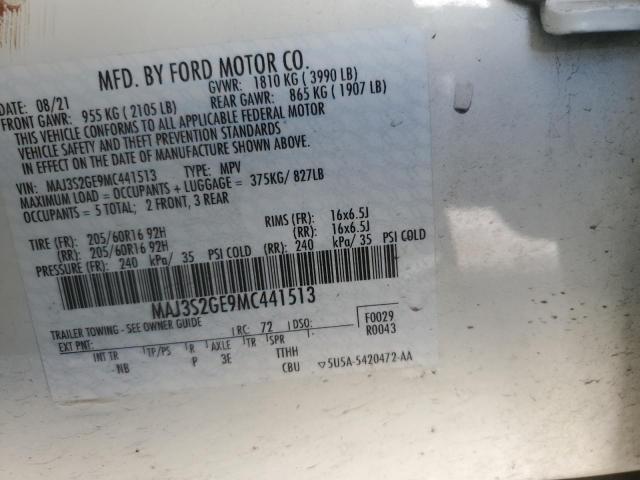 MFD. BY FORD MOTOR CO.
DATE: 08/21 GVWR: 1810 KG ( 3990 LB)
FRONT GAWR: 955 KG ( 2105 LB) REAR GAWR: 865 KG ( 1907 LB)
THIS VEHICLE CONFORMS TO ALL APPLICABLE FEDERAL MOTOR
VEHICLE SAFETY AND THEFT PREVENTION STANDARDS
IN EFFECT ON THE DATE OF MANUFACTURE SHOWN ABOVE.
VIN: MAJ3S2GE9MC441513 TYPE: MPV
MAXIMUM LOAD = OCCUPANTS + LUGGAGE = 375KG/ 827LB
OCCUPANTS = 5 TOTAL; 2 FRONT, 3 REAR
TIRE (FR): 205/60R16 92H RIMS (FR): 16x6.5J
(RR): 205/60R16 92H (RR): 16x6.5J
PRESSURE (FR): 240 kPa/ 35 PSI COLD (RR): 240 kPa/ 35 PSI COLD
MAJ3S2GE9MC441513
TRAILER TOWING - SEE OWNER GUIDE
EXT PNT: RC: 72 DSO: F0029
R0043
INT TR TP/PS R AXLE TR SPR
NB P 3E TTHH
CBU 5U5A-5420472-AA